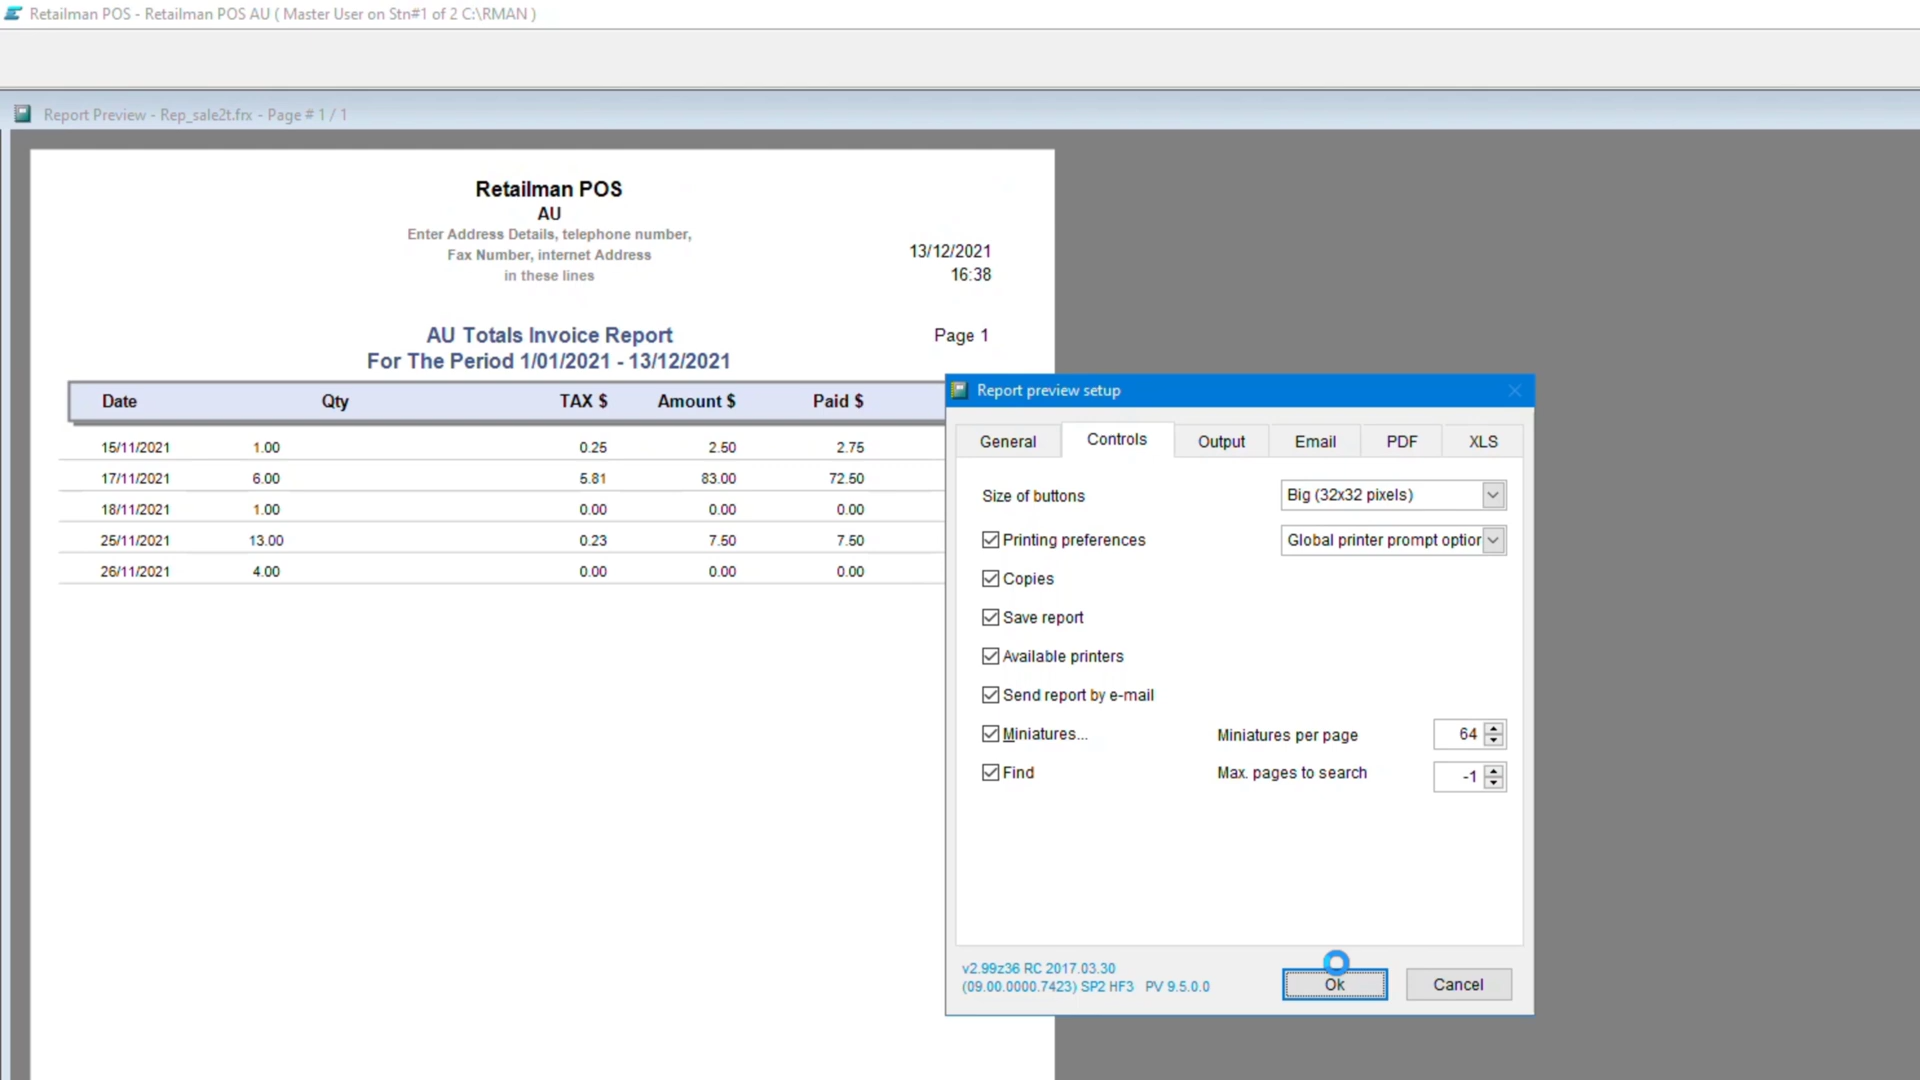 Retailman POS - Retailman POS AU ( Master User on Stn#1 of 2 C:\RMAN )
Report Preview - Rep_sale2t.frx - Page # 1 / 1
Retailman POS
AU
Enter Address Details, telephone number,
Fax Number, internet Address
in these lines
13/12/2021
16:38
AU Totals Invoice Report
Page 1
For The Period 1/01/2021 - 13/12/2021
Date Qty TAX $ Amount $ Paid $
15/11/2021 1.00 0.25 2.50 2.75
17/11/2021 6.00 5.81 83.00 72.50
18/11/2021 1.00 0.00 0.00 0.00
25/11/2021 13.00 0.23 7.50 7.50
26/11/2021 4.00 0.00 0.00 0.00
Report preview setup
General Controls Output Email PDF XLS
Size of buttons Big (32x32 pixels)
Printing preferences Global printer prompt option
Copies
Save report
Available printers
Send report by e-mail
Miniatures... Miniatures per page 64
Find Max. pages to search -1
v2.99z36 RC 2017.03.30
(09.00.0000.7423) SP2 HF3 PV 9.5.0.0
Ok Cancel